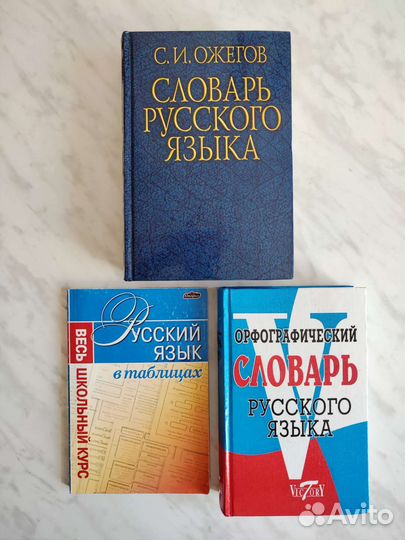 С. И. ОЖЕГОВ
СЛОВАРЬ
РУССКОГО
ЯЗЫКА
РУССКИЙ
ЯЗЫК
в таблицах
ВЕСЬ ШКОЛЬНЫЙ КУРС
ОРФОГРАФИЧЕСКИЙ
СЛОВАРЬ
РУССКОГО
ЯЗЫКА
V
VICTORY
Avito